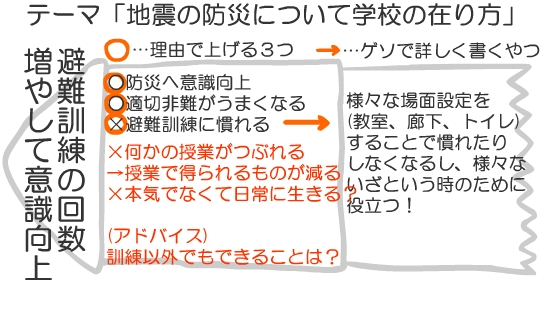 テーマ「地震の防災について学校の在り方」
○…理由で上げる３つ　→…ゲソで詳しく書くやつ
避難訓練の回数
増やして意識向上
○防災へ意識向上
○適切非難がうまくなる
×避難訓練に慣れる
×何かの授業がつぶれる
→授業で得られるものが減る
×本気でなくて日常に生きる？
(アドバイス)
訓練以外でもできることは？
様々な場面設定を
(教室、廊下、トイレ)
することで慣れたり
しなくなるし、様々な
いざという時のために
役立つ！